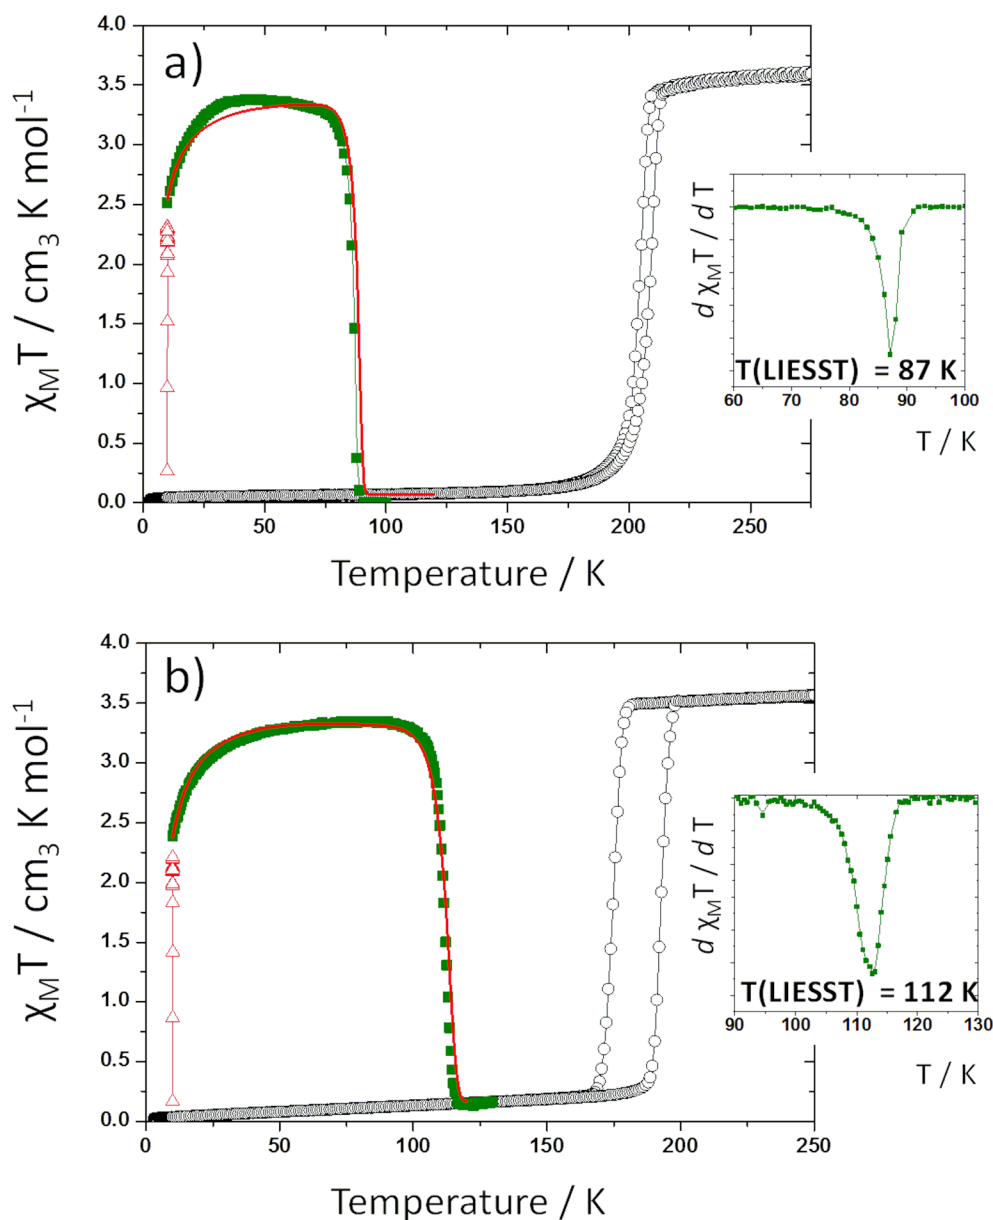 a)
4.0
3.5
3.0
2.5
2.0
1.5
1.0
0.5
0.0
χMT / cm3 K mol-1
0 50 100 150 200 250
Temperature / K
d χMT / d T
T(LIESST) = 87 K
60 70 80 90 100
T / K
b)
4.0
3.5
3.0
2.5
2.0
1.5
1.0
0.5
0.0
χMT / cm3 K mol-1
0 50 100 150 200 250
Temperature / K
d χMT / d T
T(LIESST) = 112 K
90 100 110 120 130
T / K